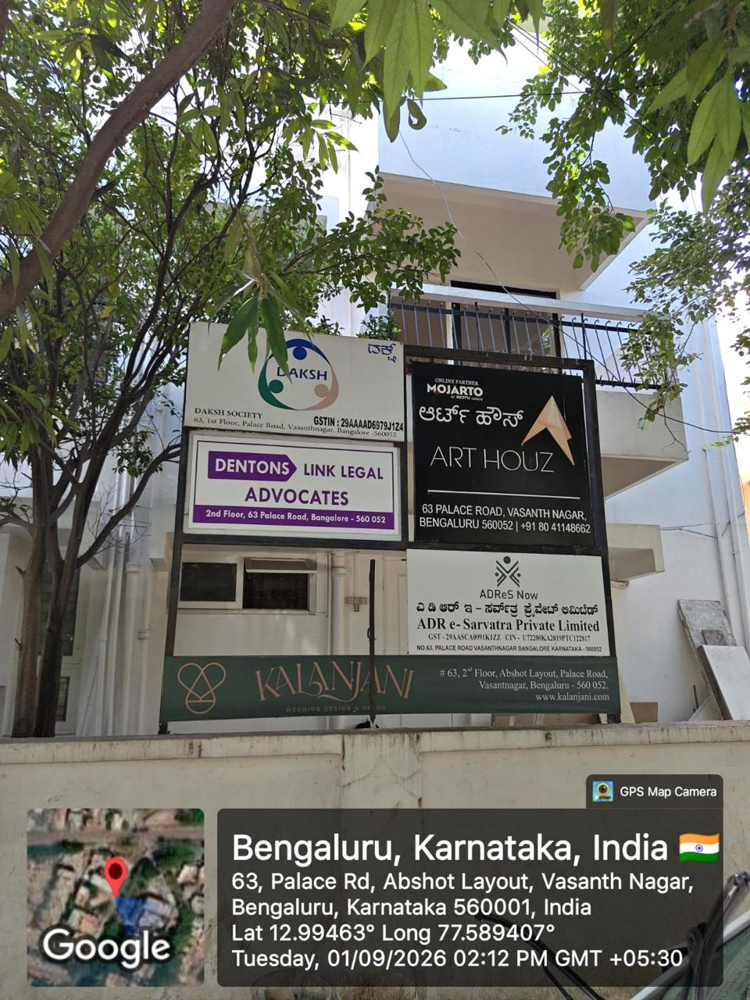 DAKSH
ದಕ್ಷ್
DAKSH SOCIETY
63, 1st Floor, Palace Road, Vasanthnagar, Bangalore -560052
GSTIN : 29AAAAD6979J1Z4
DENTONS LINK LEGAL
ADVOCATES
2nd Floor, 63 Palace Road, Bangalore - 560 052
ONLINE PARTNER
MOJARTO
An NDTV venture
ಆರ್ಟ್ ಹೌಸ್
ART HOUZ
63 PALACE ROAD, VASANTH NAGAR,
BENGALURU 560052 | +91 80 41148662
ADReS Now
ಎ ಡಿ ಆರ್ ಇ - ಸರ್ವತ್ರ ಪ್ರೈವೇಟ್ ಲಿಮಿಟೆಡ್
ADR e- Sarvatra Private Limited
GST - 29AASCA0991K1ZZ CIN - U72200KA2019PTC122817
NO.63, PALACE ROAD VASANTHNAGAR BANGALORE KARNATAKA - 560052
KALANJANI
WEDDING DESIGN & DECOR
# 63, 2nd Floor, Abshot Layout, Palace Road,
Vasantnagar, Bengaluru - 560 052.
www.kalanjani.com
GPS Map Camera
Google
Bengaluru, Karnataka, India
63, Palace Rd, Abshot Layout, Vasanth Nagar,
Bengaluru, Karnataka 560001, India
Lat 12.99463° Long 77.589407°
Tuesday, 01/09/2026 02:12 PM GMT +05:30